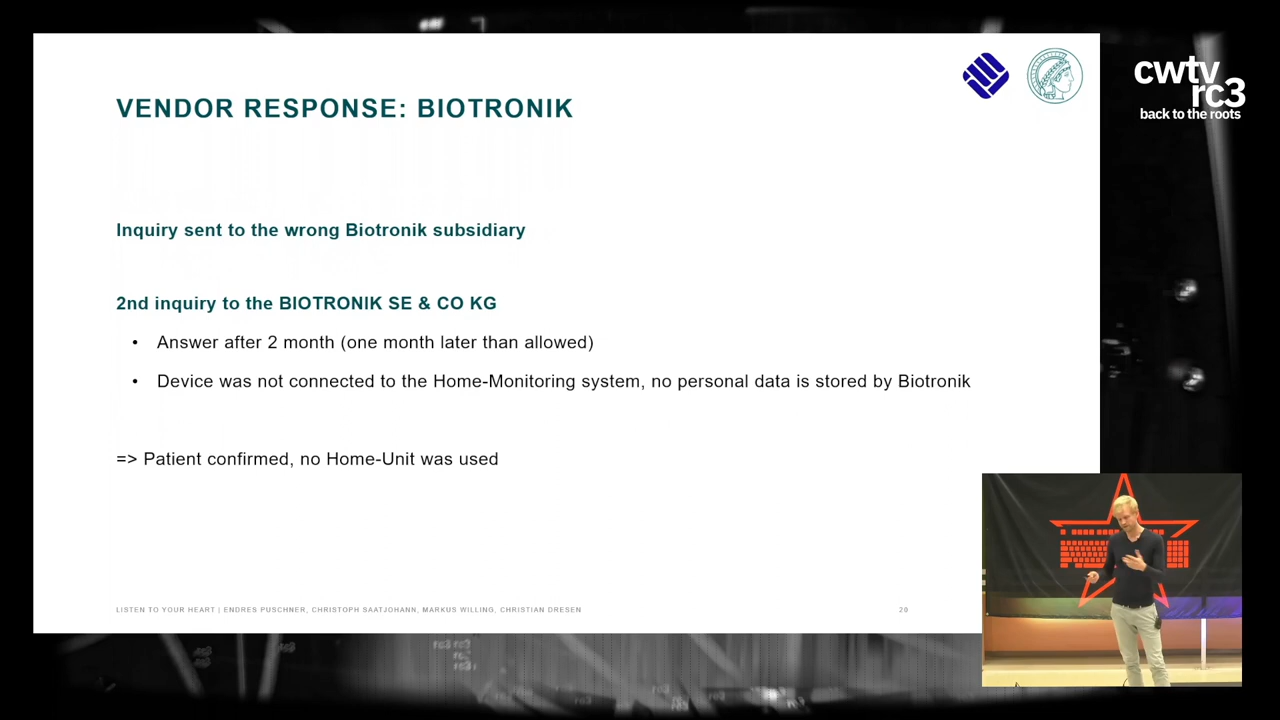 VENDOR RESPONSE: BIOTRONIK
cwtv
rc3
back to the roots
Inquiry sent to the wrong Biotronik subsidiary
2nd inquiry to the BIOTRONIK SE & CO KG
• Answer after 2 month (one month later than allowed)
• Device was not connected to the Home-Monitoring system, no personal data is stored by Biotronik
=> Patient confirmed, no Home-Unit was used
LISTEN TO YOUR HEART | ENDRES PUSCHNER, CHRISTOPH SAATJOHANN, MARKUS WILLING, CHRISTIAN DRESEN
20